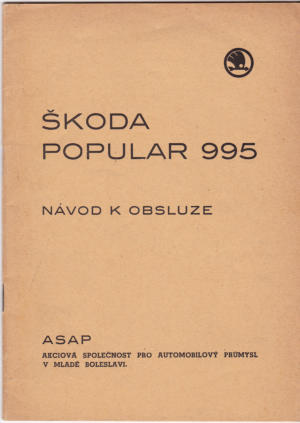 ŠKODA
POPULAR 995
NÁVOD K OBSLUZE
ASAP
AKCIOVÁ SPOLEČNOST PRO AUTOMOBILOVÝ PRŮMYSL
V MLADÉ BOLESLAVI.